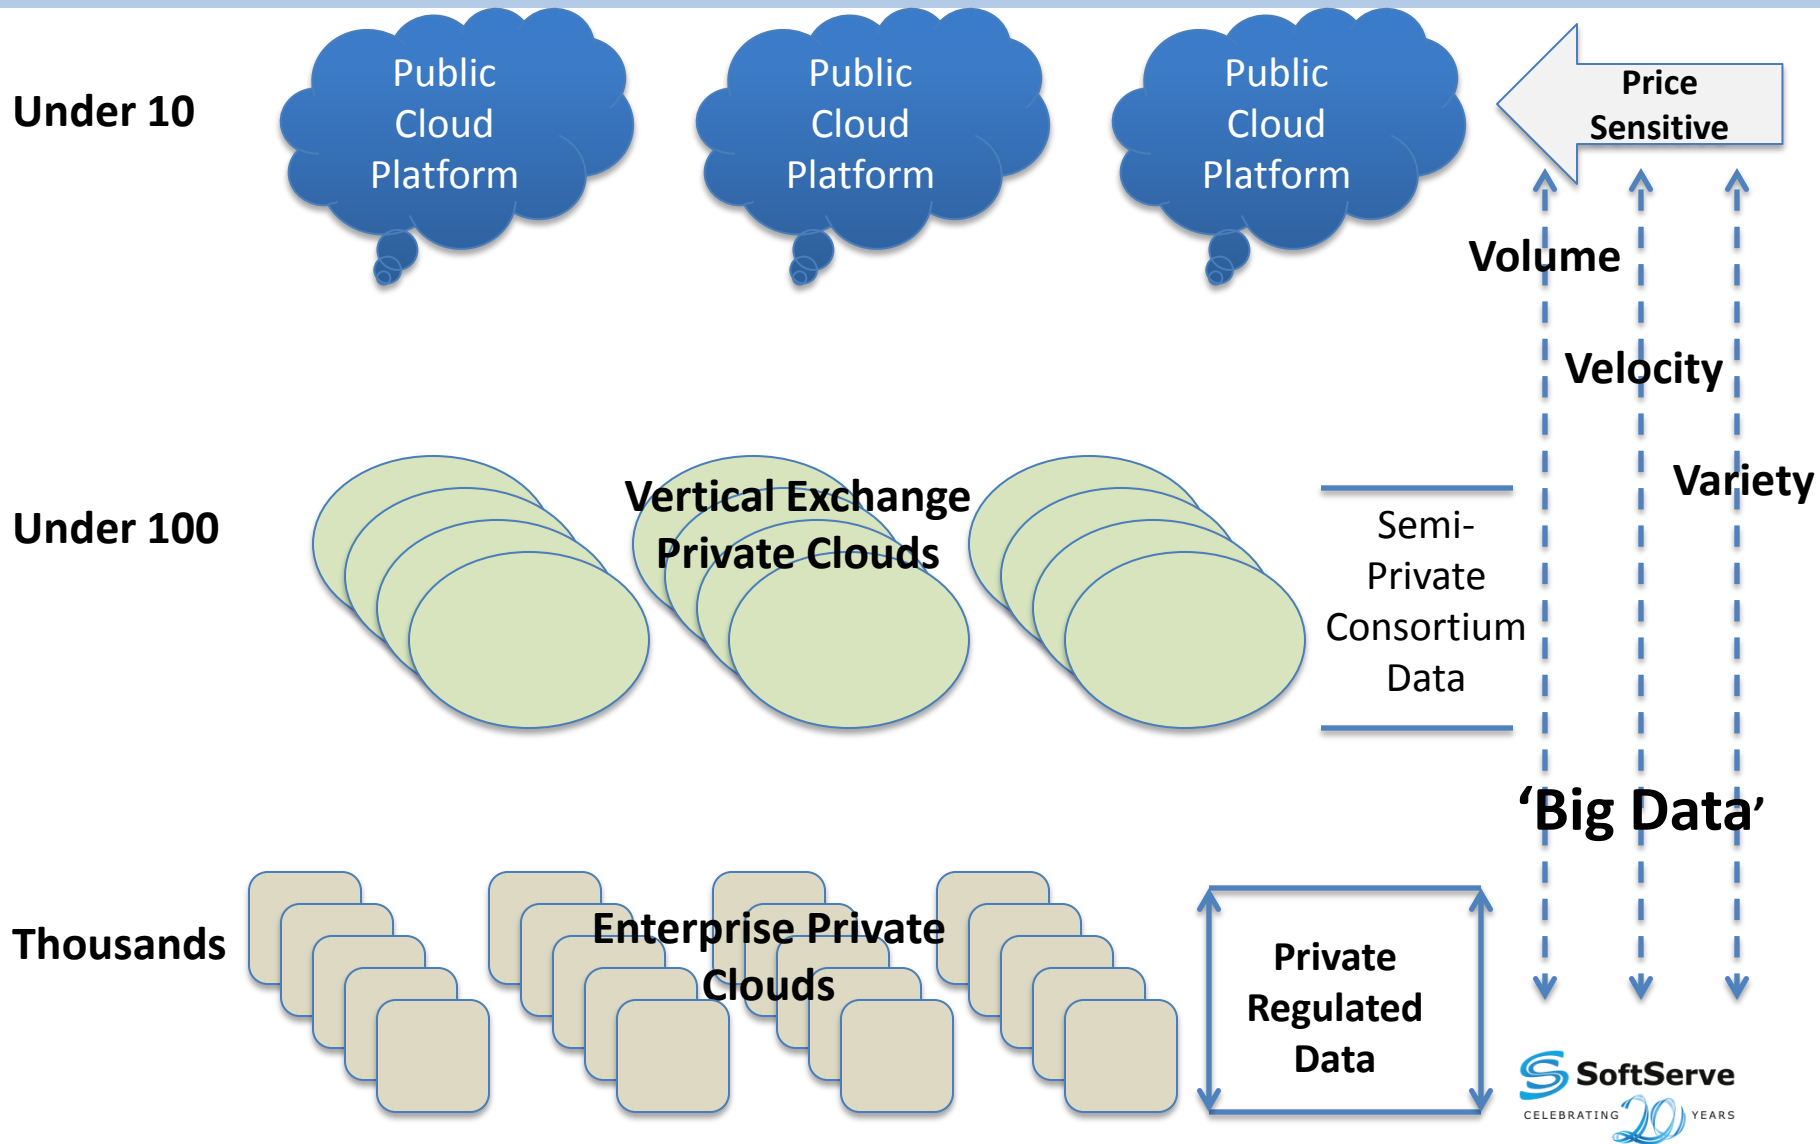 Under 10
Public
Cloud
Platform
Public
Cloud
Platform
Public
Cloud
Platform
Price
Sensitive
Volume
Velocity
Variety
Under 100
Vertical Exchange
Private Clouds
Semi-
Private
Consortium
Data
‘Big Data’
Thousands
Enterprise Private
Clouds
Private
Regulated
Data
SoftServe
CELEBRATING 20 YEARS